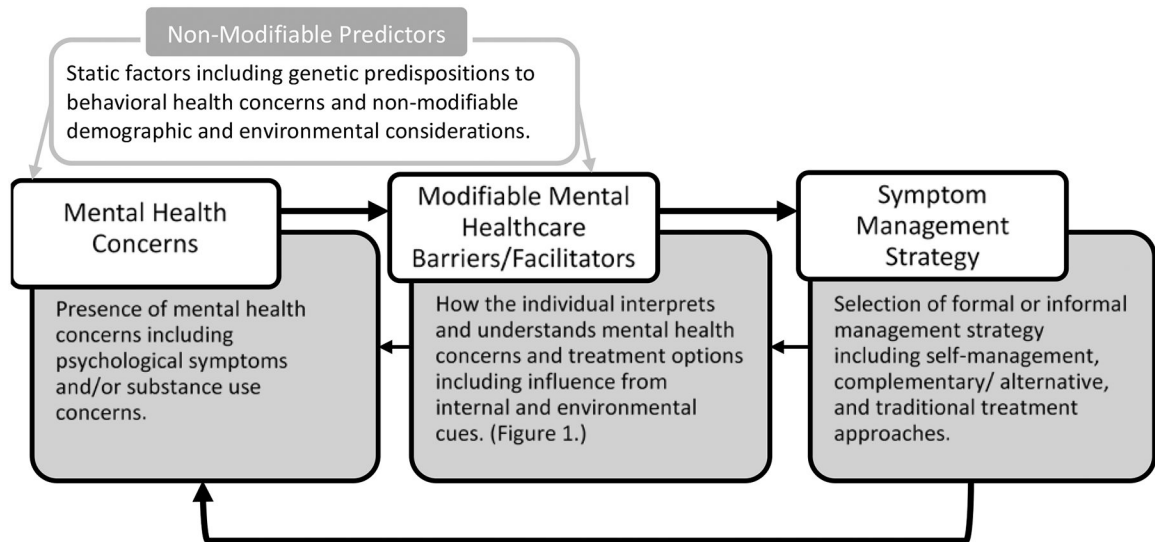 Non-Modifiable Predictors
Static factors including genetic predispositions to
behavioral health concerns and non-modifiable
demographic and environmental considerations.
Mental Health
Concerns
Presence of mental health
concerns including
psychological symptoms
and/or substance use
concerns.
Modifiable Mental
Healthcare
Barriers/Facilitators
How the individual interprets
and understands mental health
concerns and treatment options
including influence from
internal and environmental
cues. (Figure 1.)
Symptom
Management
Strategy
Selection of formal or informal
management strategy
including self-management,
complementary/ alternative,
and traditional treatment
approaches.